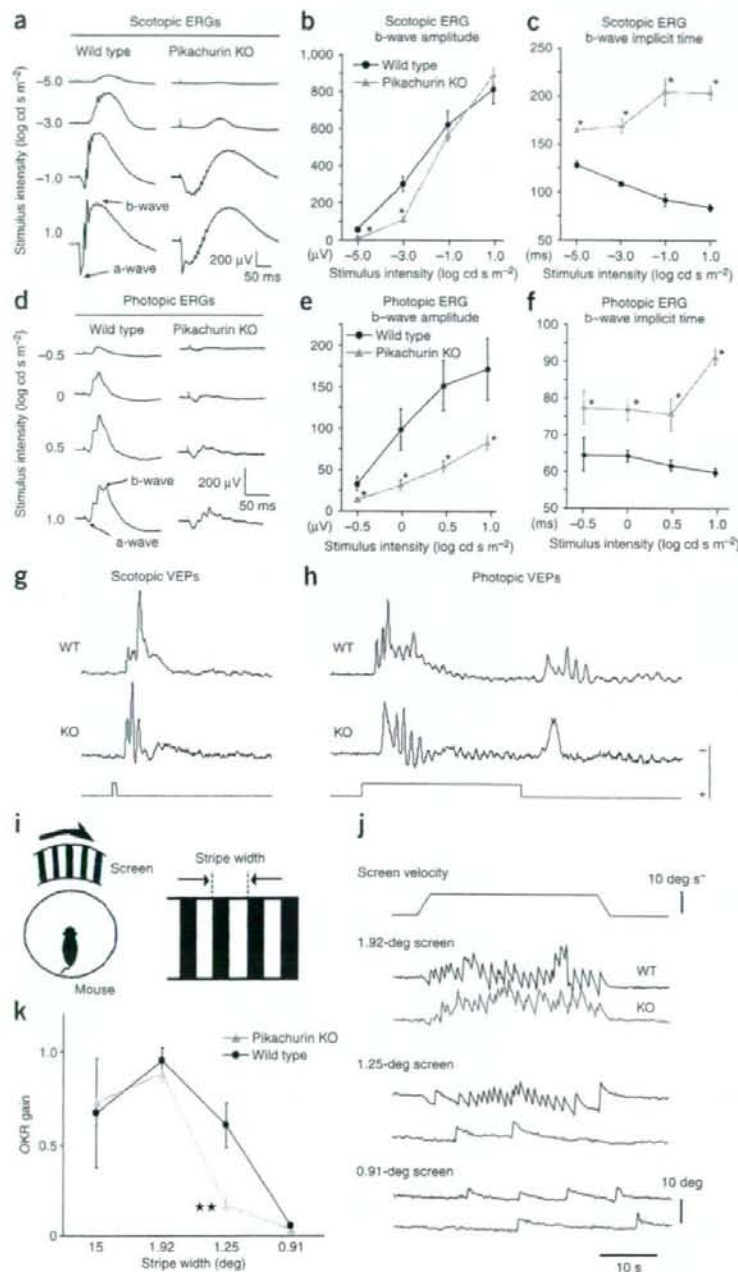 a
Scotopic ERGs
Wild type
Pikachurin KO
Stimulus intensity (log cd s m−2)
−5.0
−3.0
−1.0
1.0
b-wave
a-wave
200 µV
50 ms
b
Scotopic ERG
b-wave amplitude
Wild type
Pikachurin KO
1,000
800
600
400
200
0
(µV)
−5.0 −3.0 −1.0 1.0
Stimulus intensity (log cd s m−2)
c
Scotopic ERG
b-wave implicit time
250
200
150
100
50
(ms)
−5.0 −3.0 −1.0 1.0
Stimulus intensity (log cd s m−2)
d
Photopic ERGs
Wild type
Pikachurin KO
Stimulus intensity (log cd s m−2)
−0.5
0
0.5
1.0
b-wave
a-wave
200 µV
50 ms
e
Photopic ERG
b-wave amplitude
Wild type
Pikachurin KO
200
150
100
50
0
(µV)
−0.5 0 0.5 1.0
Stimulus intensity (log cd s m−2)
f
Photopic ERG
b-wave implicit time
100
90
80
70
60
50
(ms)
−0.5 0 0.5 1.0
Stimulus intensity (log cd s m−2)
g
Scotopic VEPs
WT
KO
h
Photopic VEPs
WT
KO
−
+
i
Screen
Mouse
Stripe width
j
Screen velocity
10 deg s−
1.92-deg screen
WT
KO
1.25-deg screen
0.91-deg screen
10 deg
10 s
k
Pikachurin KO
Wild type
OKR gain
1.0
0.5
0
15 1.92 1.25 0.91
Stripe width (deg)